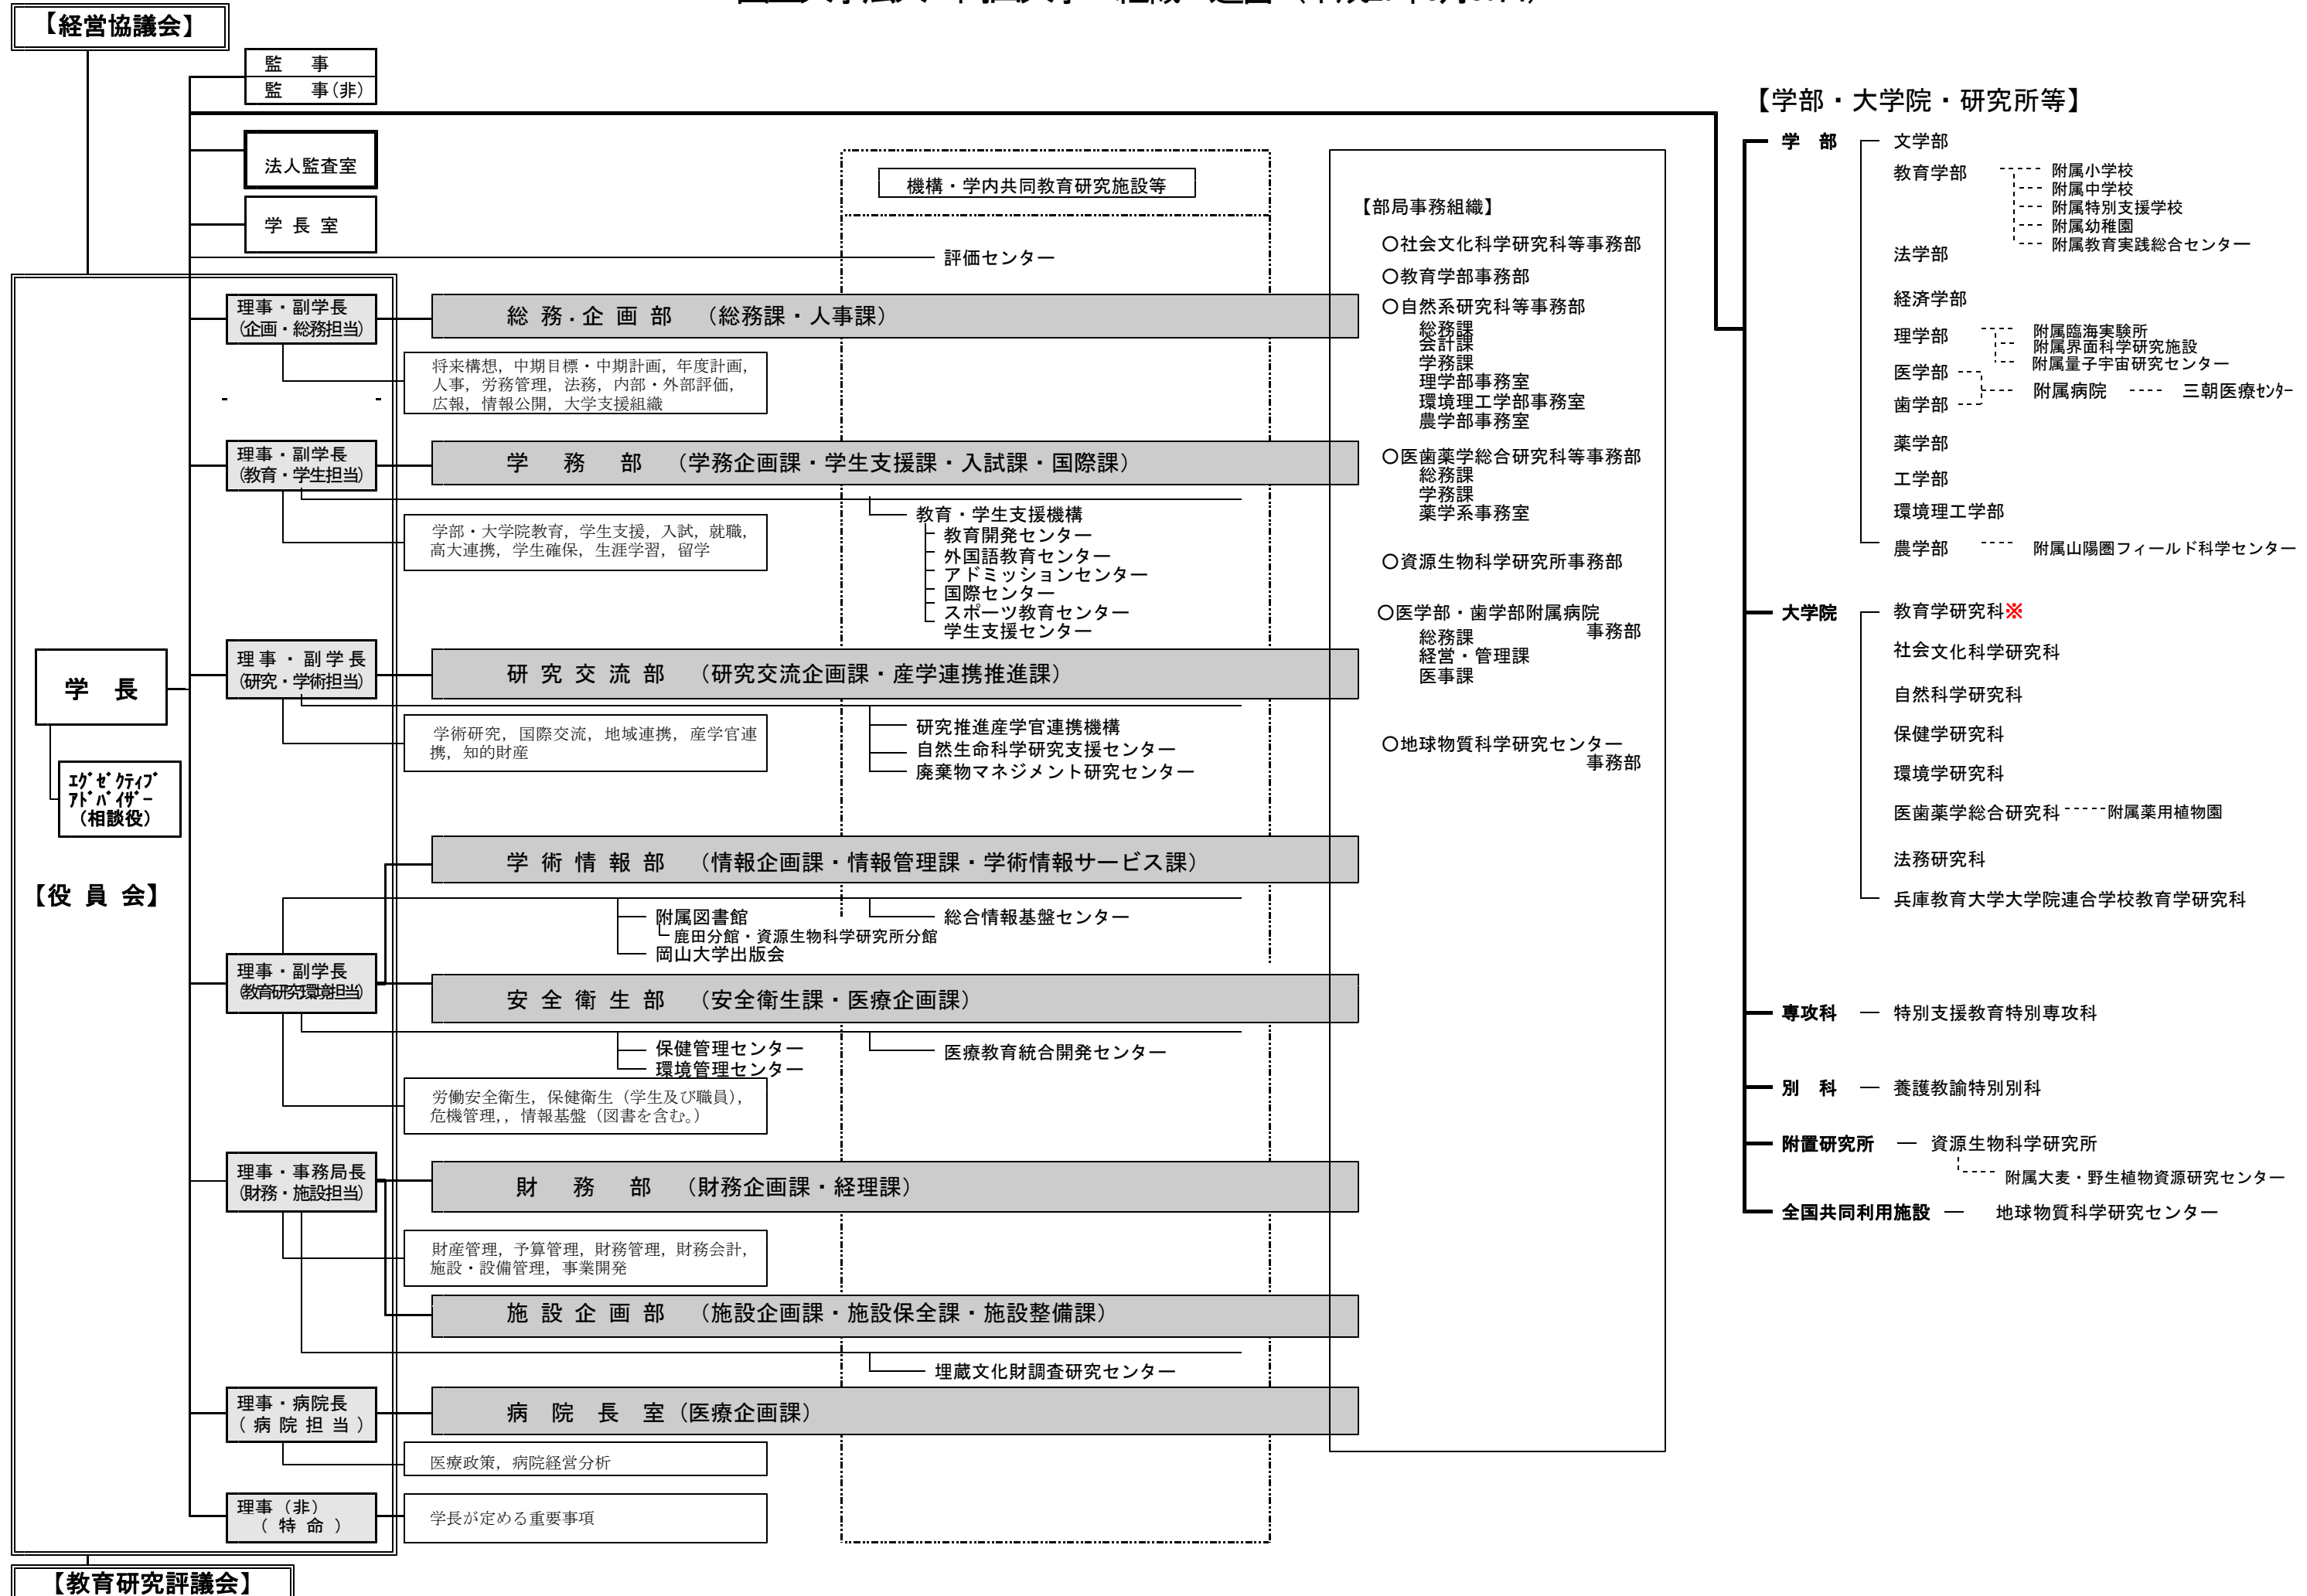 【経営協議会】
監　事
監　事(非)
法人監査室
学 長 室
機構・学内共同教育研究施設等
評価センター
理事・副学長
(企画・総務担当)
総 務．企 画 部　（総務課・人事課）
将来構想，中期目標・中期計画，年度計画，
人事，労務管理，法務，内部・外部評価，
広報，情報公開，大学支援組織
理事・副学長
(教育・学生担当)
学　務　部　（学務企画課・学生支援課・入試課・国際課）
学部・大学院教育，学生支援，入試，就職，
高大連携，学生確保，生涯学習，留学
教育・学生支援機構
教育開発センター
外国語教育センター
アドミッションセンター
国際センター
スポーツ教育センター
学生支援センター
理事・副学長
(研究・学術担当)
研 究 交 流 部　（研究交流企画課・産学連携推進課）
学術研究，国際交流，地域連携，産学官連
携，知的財産
研究推進産学官連携機構
自然生命科学研究支援センター
廃棄物マネジメント研究センター
学　長
ｴｸﾞｾﾞｸﾃｨﾌﾞ
ｱﾄﾞﾊﾞｲｻﾞｰ
（相談役）
【役 員 会】
学 術 情 報 部　（情報企画課・情報管理課・学術情報サービス課）
附属図書館
鹿田分館・資源生物科学研究所分館
岡山大学出版会
総合情報基盤センター
理事・副学長
(教育研究環境担当)
安 全 衛 生 部　（安全衛生課・医療企画課）
保健管理センター
環境管理センター
医療教育統合開発センター
労働安全衛生，保健衛生（学生及び職員），
危機管理，，情報基盤（図書を含む。）
理事・事務局長
(財務・施設担当)
財　務　部　（財務企画課・経理課）
財産管理，予算管理，財務管理，財務会計，
施設・設備管理，事業開発
施 設 企 画 部　（施設企画課・施設保全課・施設整備課）
埋蔵文化財調査研究センター
理事・病院長
（ 病 院 担 当 ）
病　院　長　室（医療企画課）
医療政策，病院経営分析
理事（非）
（ 特 命 ）
学長が定める重要事項
【教育研究評議会】
【部局事務組織】
○社会文化科学研究科等事務部
○教育学部事務部
○自然系研究科等事務部
総務課
会計課
学務課
理学部事務室
環境理工学部事務室
農学部事務室
○医歯薬学総合研究科等事務部
総務課
学務課
薬学系事務室
○資源生物科学研究所事務部
○医学部・歯学部附属病院
事務部
総務課
経営・管理課
医事課
○地球物質科学研究センター
事務部
【学部・大学院・研究所等】
学　部
文学部
教育学部
附属小学校
附属中学校
附属特別支援学校
附属幼稚園
附属教育実践総合センター
法学部
経済学部
理学部
附属臨海実験所
附属界面科学研究施設
附属量子宇宙研究センター
医学部
附属病院
三朝医療ｾﾝﾀｰ
歯学部
薬学部
工学部
環境理工学部
農学部
附属山陽圏フィールド科学センター
大学院
教育学研究科※
社会文化科学研究科
自然科学研究科
保健学研究科
環境学研究科
医歯薬学総合研究科
附属薬用植物園
法務研究科
兵庫教育大学大学院連合学校教育学研究科
専攻科
特別支援教育特別専攻科
別　科
養護教諭特別別科
附置研究所
資源生物科学研究所
附属大麦・野生植物資源研究センター
全国共同利用施設
地球物質科学研究センター